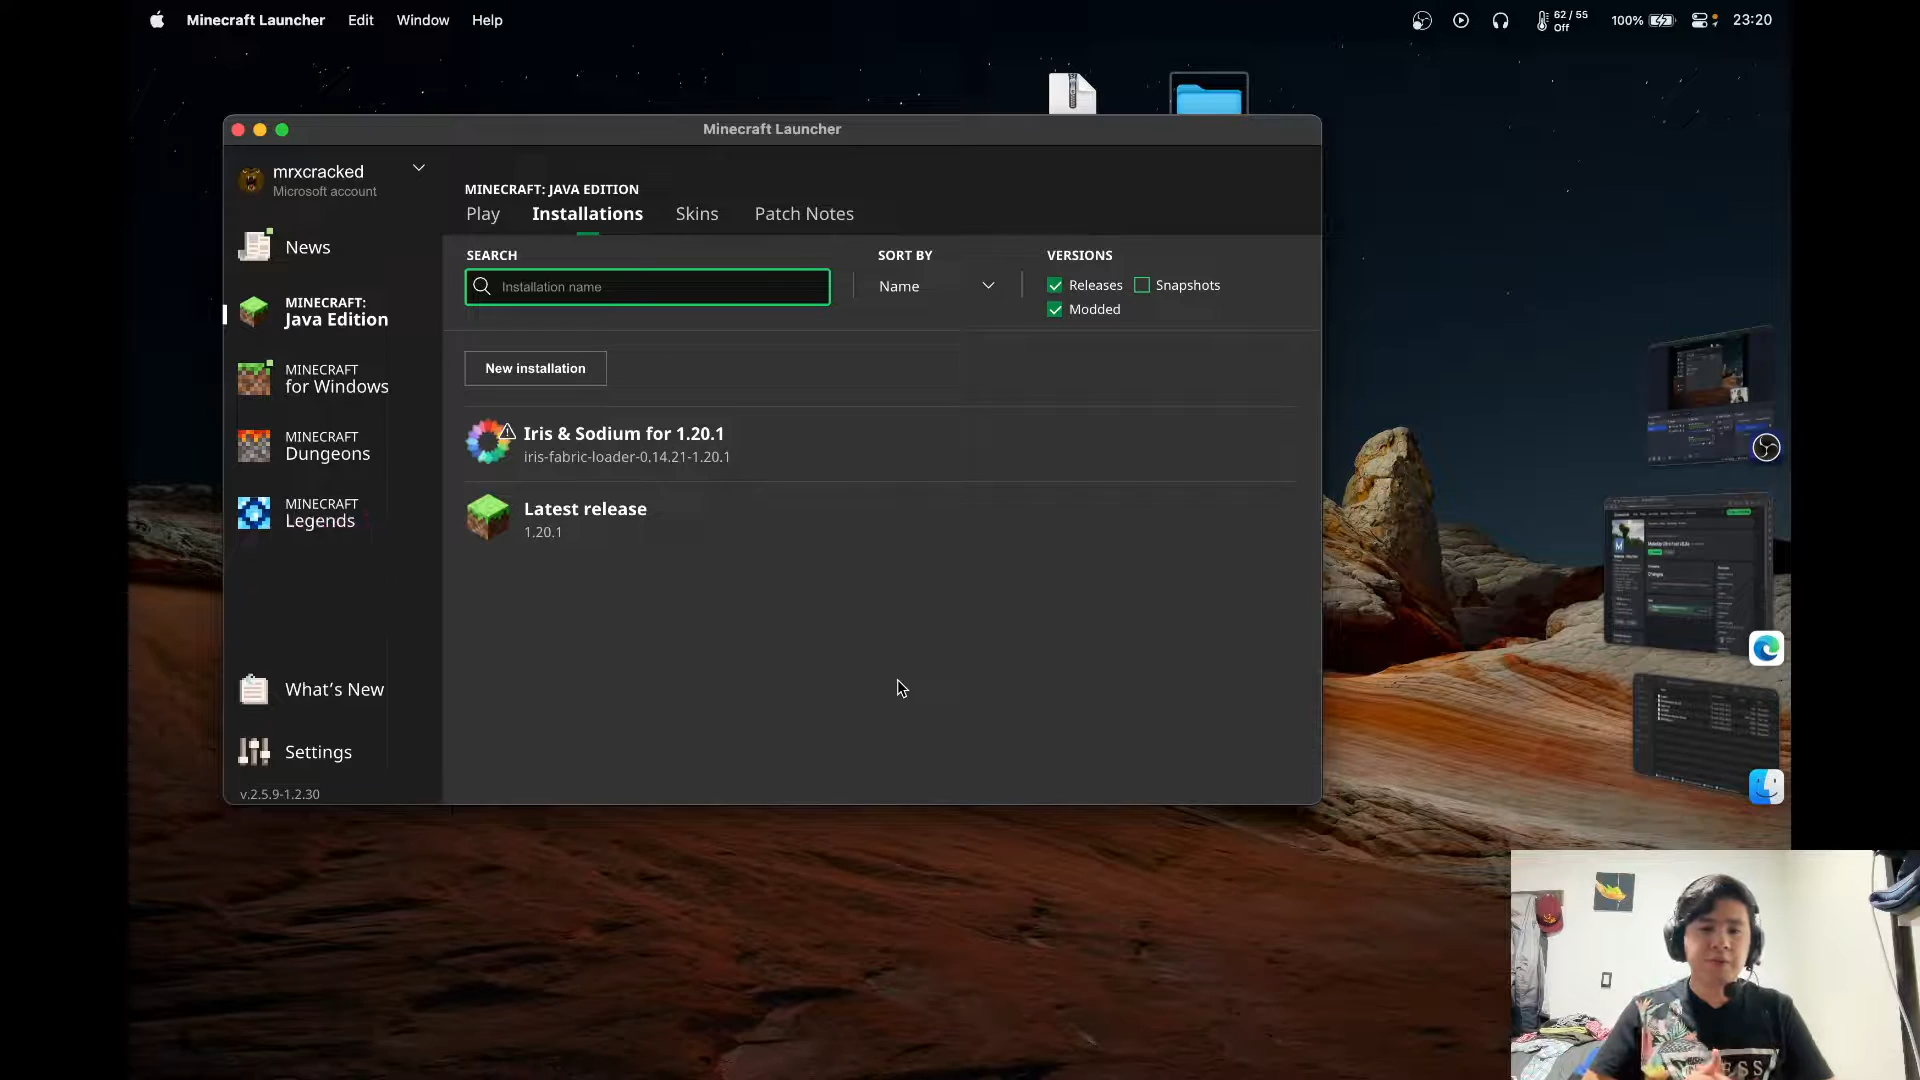 Minecraft Launcher Edit Window Help
62 / 55
Off
100%
23:20
Minecraft Launcher
mrxcracked
Microsoft account
News
MINECRAFT:
Java Edition
MINECRAFT
for Windows
MINECRAFT
Dungeons
MINECRAFT
Legends
What's New
Settings
v.2.5.9-1.2.30
MINECRAFT: JAVA EDITION
Play Installations Skins Patch Notes
SEARCH
Installation name
SORT BY
Name
VERSIONS
Releases Snapshots
Modded
New installation
Iris & Sodium for 1.20.1
iris-fabric-loader-0.14.21-1.20.1
Latest release
1.20.1